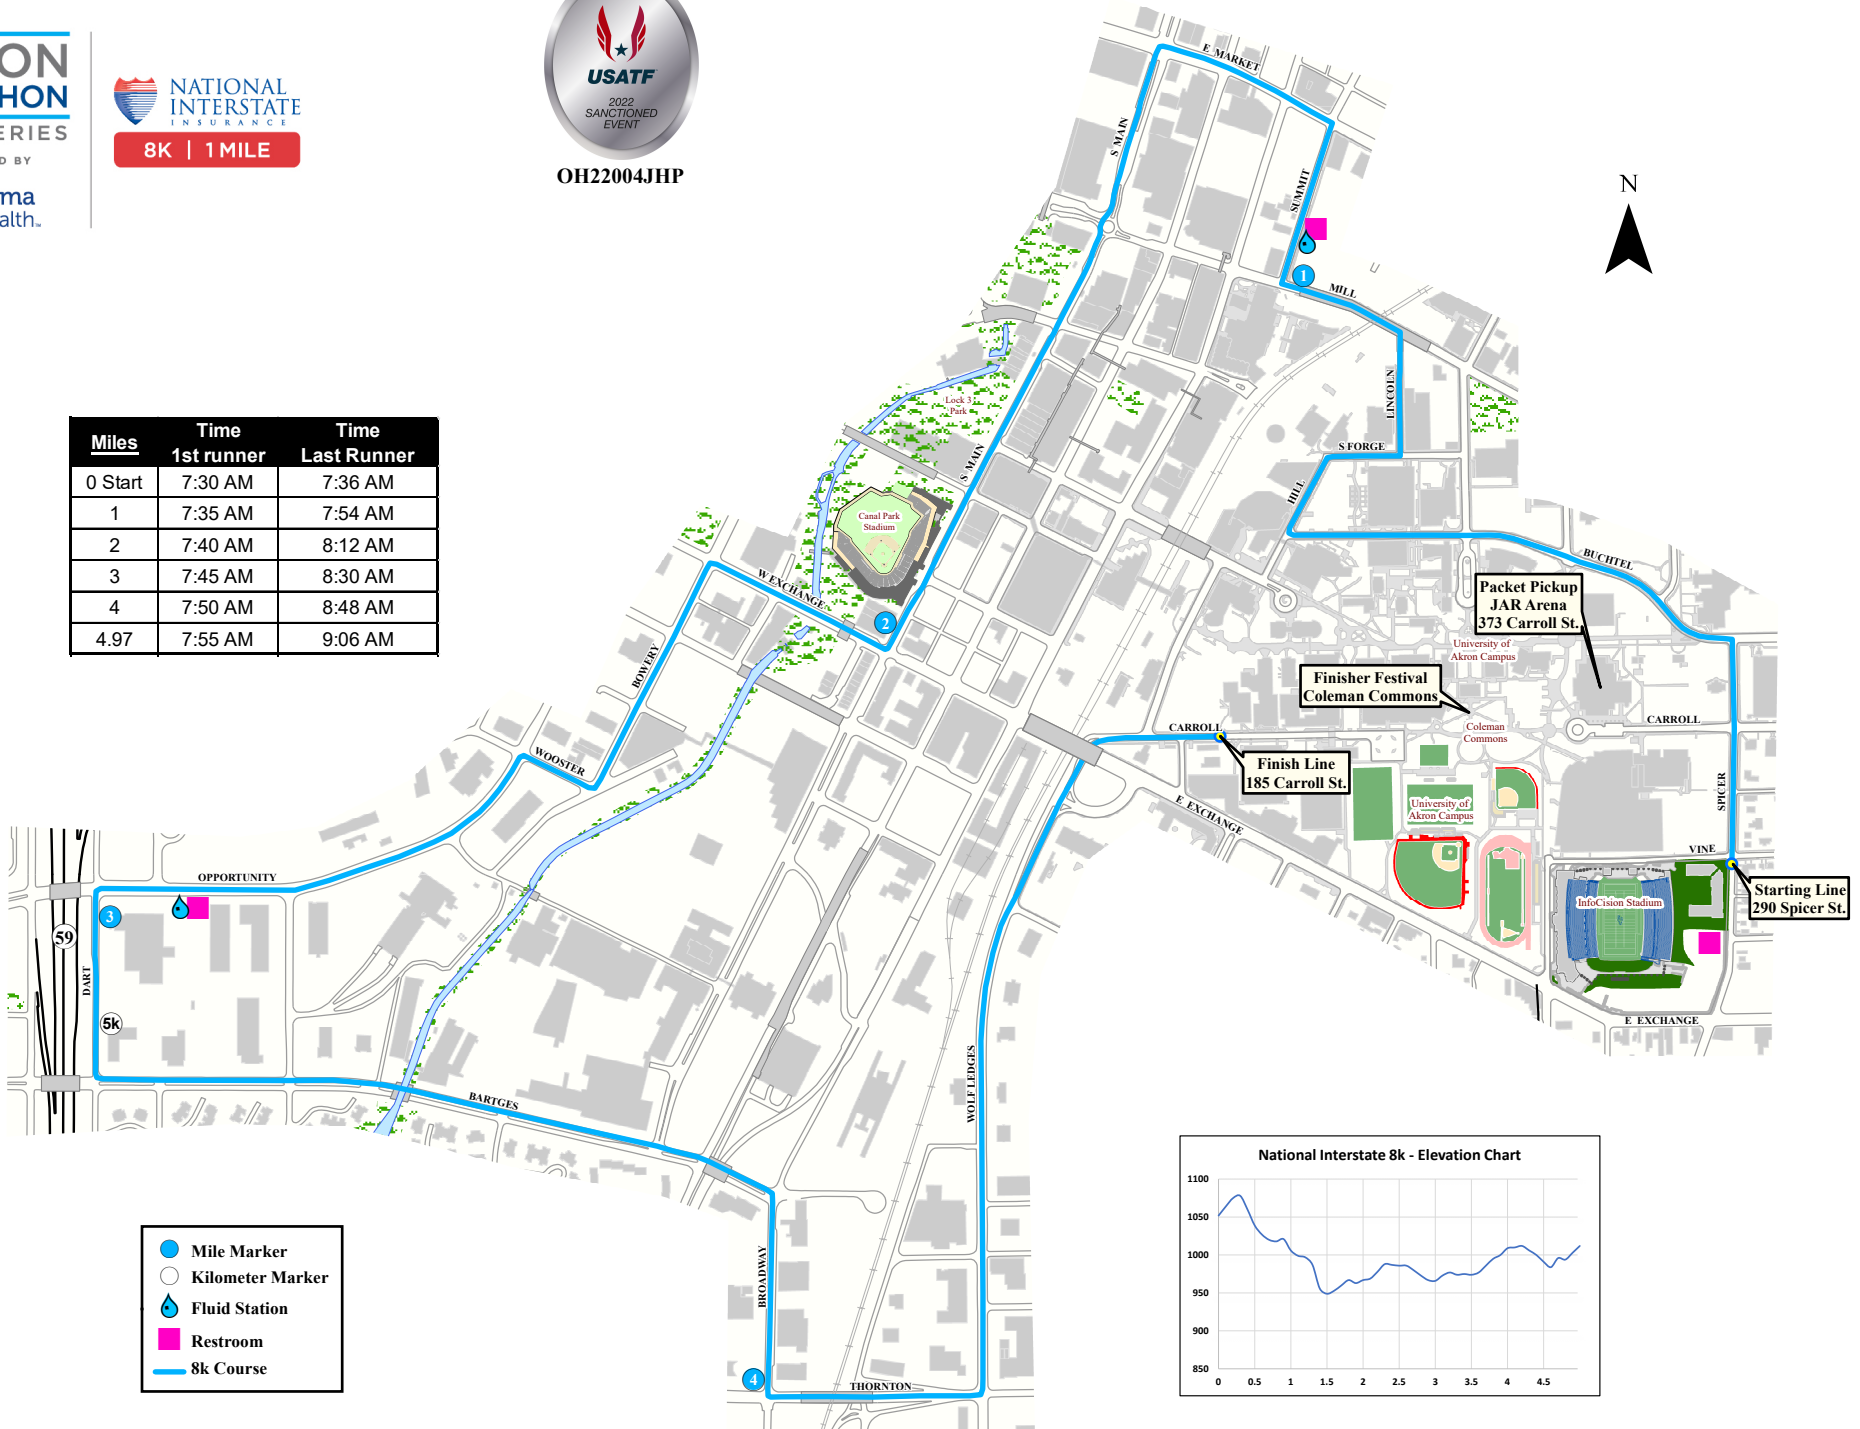 ON
HON
ERIES
D BY
ma
alth™
NATIONAL
INTERSTATE
INSURANCE
8K | 1 MILE
USATF
2022
SANCTIONED
EVENT
OH22004JHP
N
Miles
Time
1st runner
Time
Last Runner
0 Start 7:30 AM 7:36 AM
1 7:35 AM 7:54 AM
2 7:40 AM 8:12 AM
3 7:45 AM 8:30 AM
4 7:50 AM 8:48 AM
4.97 7:55 AM 9:06 AM
E MARKET
S MAIN
SUMMIT
1
MILL
LINCOLN
S FORGE
HILL
BUCHTEL
Lock 3
Park
S MAIN
Canal Park
Stadium
W EXCHANGE
2
BOWERY
WOOSTER
Packet Pickup
JAR Arena
373 Carroll St.
University of
Akron Campus
Finisher Festival
Coleman Commons
Coleman
Commons
CARROLL
CARROLL
Finish Line
185 Carroll St.
E EXCHANGE
University of
Akron Campus
SPICER
VINE
InfoCision Stadium
Starting Line
290 Spicer St.
E EXCHANGE
OPPORTUNITY
3
59
DART
5k
BARTGES
WOLF LEDGES
BROADWAY
4
THORNTON
Mile Marker
Kilometer Marker
Fluid Station
Restroom
8k Course
National Interstate 8k - Elevation Chart
1100
1050
1000
950
900
850
0 0.5 1 1.5 2 2.5 3 3.5 4 4.5